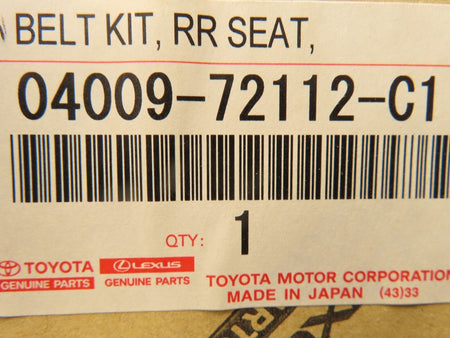 BELT KIT, RR SEAT,
04009-72112-C1
QTY: 1
TOYOTA LEXUS TOYOTA MOTOR CORPORATION
GENUINE PARTS GENUINE PARTS MADE IN JAPAN (43)33